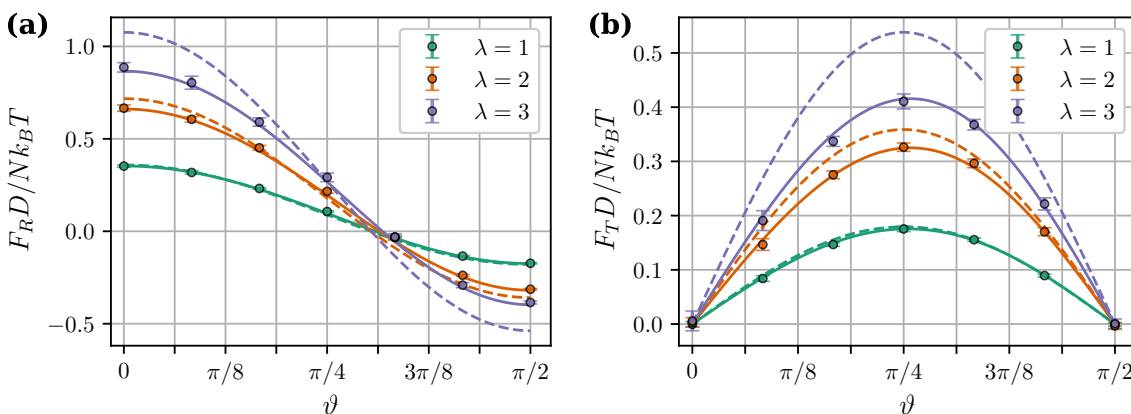 (a)
F_R D/Nk_BT
1.0
0.5
0.0
−0.5
λ = 1
λ = 2
λ = 3
0
π/8
π/4
3π/8
π/2
ϑ
(b)
F_T D/Nk_BT
0.5
0.4
0.3
0.2
0.1
0.0
λ = 1
λ = 2
λ = 3
0
π/8
π/4
3π/8
π/2
ϑ